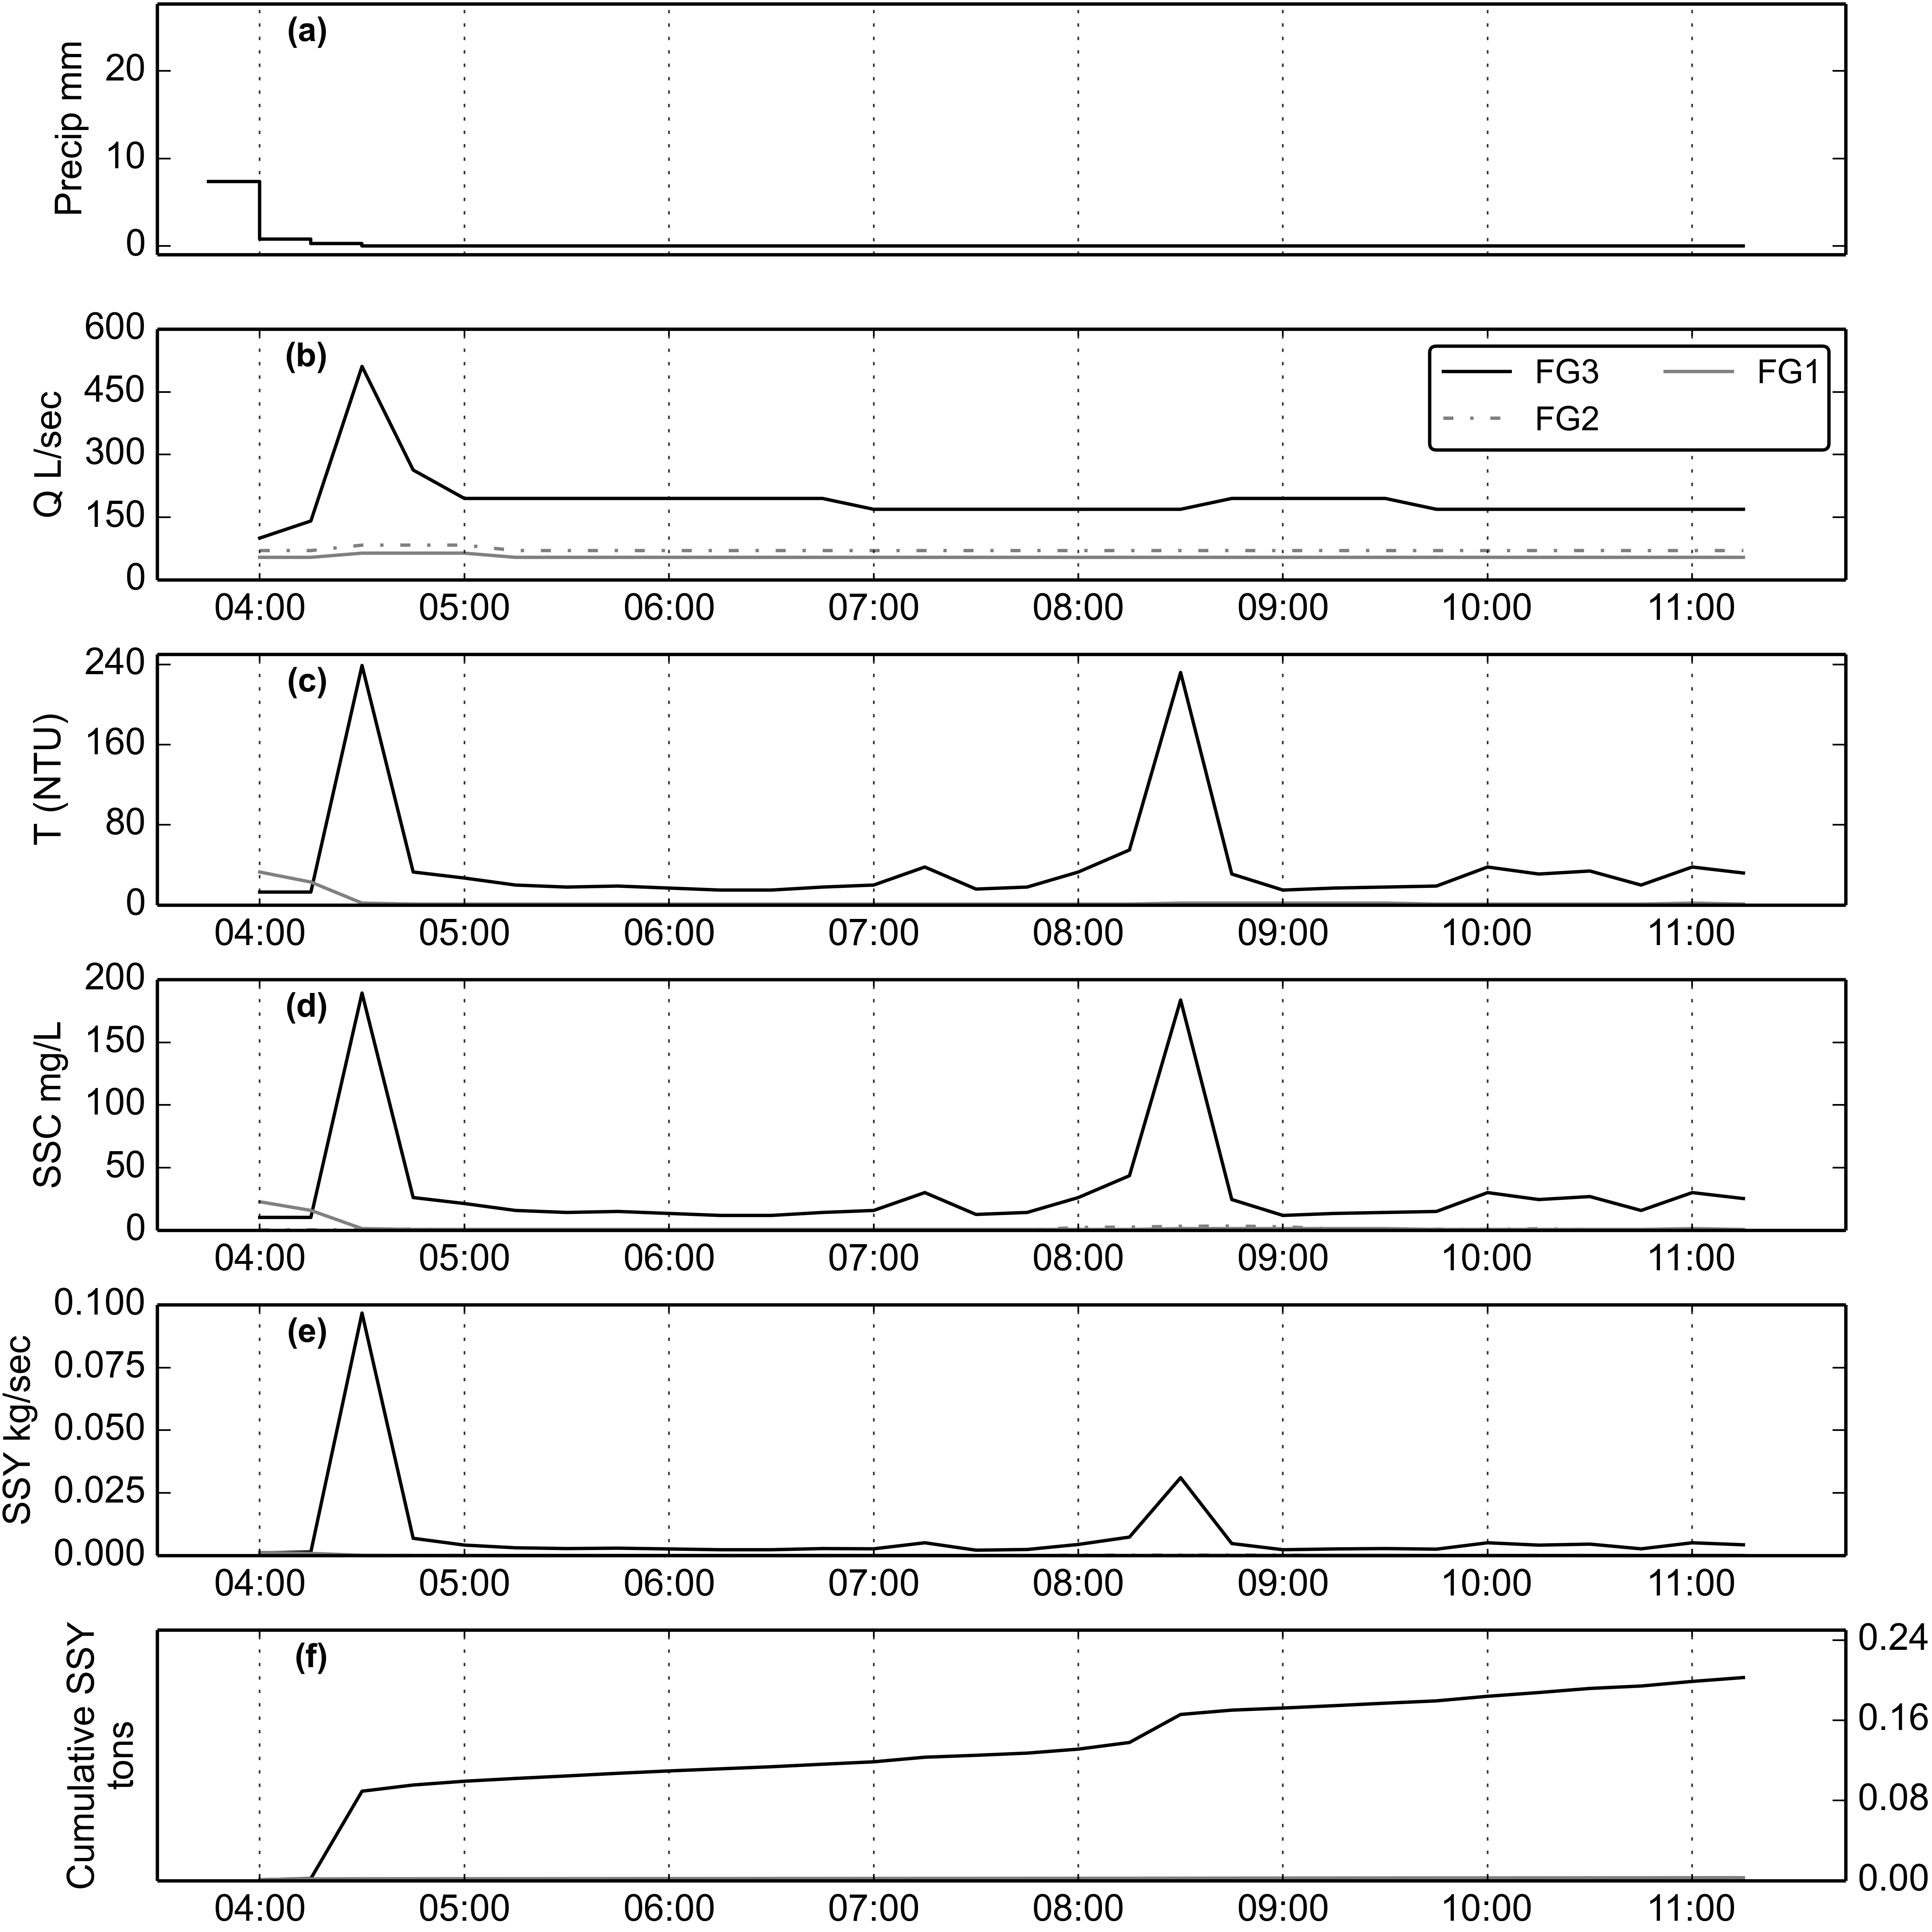 (a)
Precip mm
20
10
0
(b)
Q L/sec
600
450
300
150
0
FG3 FG1
FG2
04:00 05:00 06:00 07:00 08:00 09:00 10:00 11:00
(c)
T (NTU)
240
160
80
0
04:00 05:00 06:00 07:00 08:00 09:00 10:00 11:00
(d)
SSC mg/L
200
150
100
50
0
04:00 05:00 06:00 07:00 08:00 09:00 10:00 11:00
(e)
SSY kg/sec
0.100
0.075
0.050
0.025
0.000
04:00 05:00 06:00 07:00 08:00 09:00 10:00 11:00
(f)
Cumulative SSY
tons
0.24
0.16
0.08
0.00
04:00 05:00 06:00 07:00 08:00 09:00 10:00 11:00